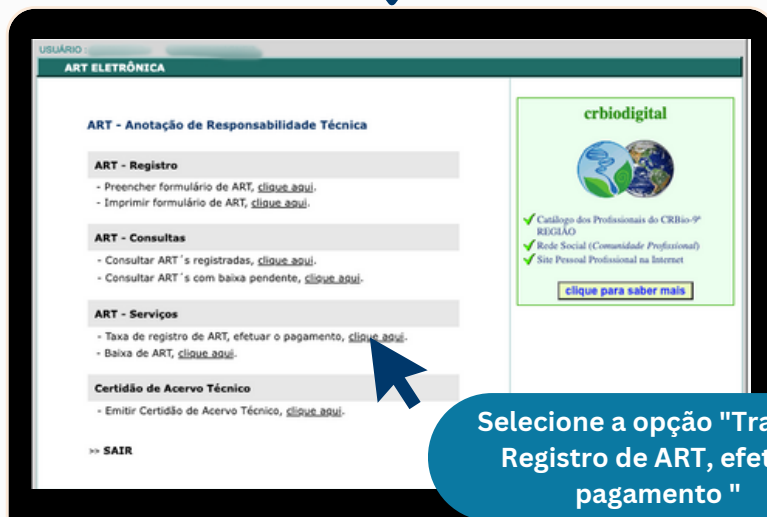 USUÁRIO :
ART ELETRÔNICA
ART - Anotação de Responsabilidade Técnica
ART - Registro
- Preencher formulário de ART, clique aqui.
- Imprimir formulário de ART, clique aqui.
ART - Consultas
- Consultar ART´s registradas, clique aqui.
- Consultar ART´s com baixa pendente, clique aqui.
ART - Serviços
- Taxa de registro de ART, efetuar o pagamento, clique aqui.
- Baixa de ART, clique aqui.
Certidão de Acervo Técnico
- Emitir Certidão de Acervo Técnico, clique aqui.
>> SAIR
crbiodigital
Catálogo dos Profissionais do CRBio-9ª
REGIÃO
Rede Social (Comunidade Profissional)
Site Pessoal Profissional na Internet
clique para saber mais
Selecione a opção "Tra
Registro de ART, efet
pagamento "